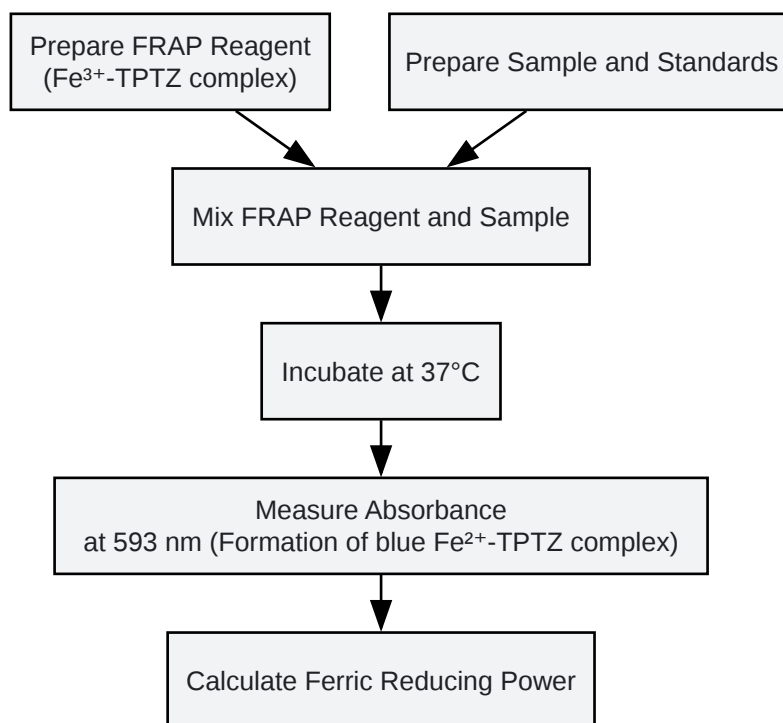 Prepare FRAP Reagent
(Fe³⁺-TPTZ complex)
Prepare Sample and Standards
Mix FRAP Reagent and Sample
Incubate at 37°C
Measure Absorbance
at 593 nm (Formation of blue Fe²⁺-TPTZ complex)
Calculate Ferric Reducing Power